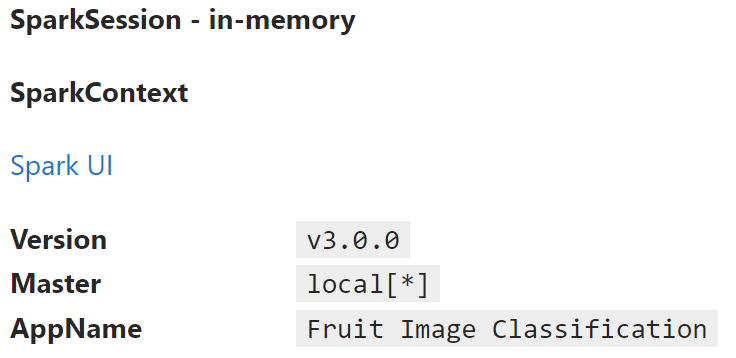 SparkSession - in-memory
SparkContext
Spark UI
Version v3.0.0
Master local[*]
AppName Fruit Image Classification